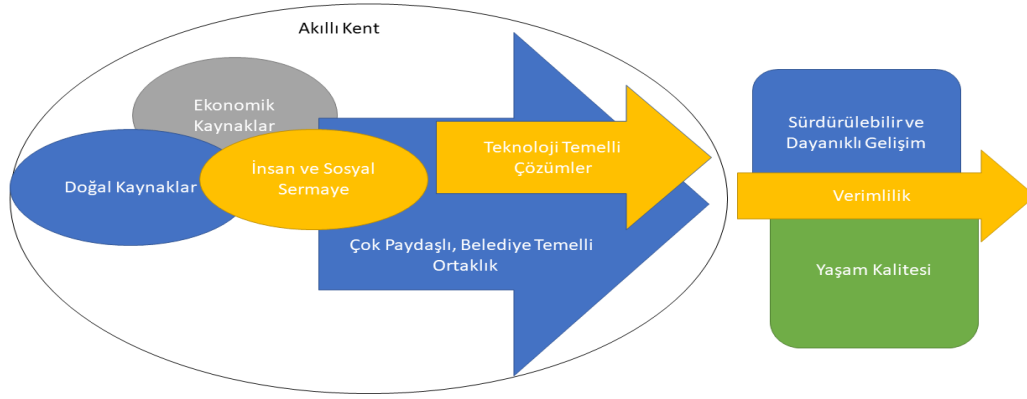 Akıllı Kent
Ekonomik
Kaynaklar
Doğal Kaynaklar
İnsan ve Sosyal
Sermaye
Teknoloji Temelli
Çözümler
Çok Paydaşlı, Belediye Temelli
Ortaklık
Sürdürülebilir ve
Dayanıklı Gelişim
Verimlilik
Yaşam Kalitesi